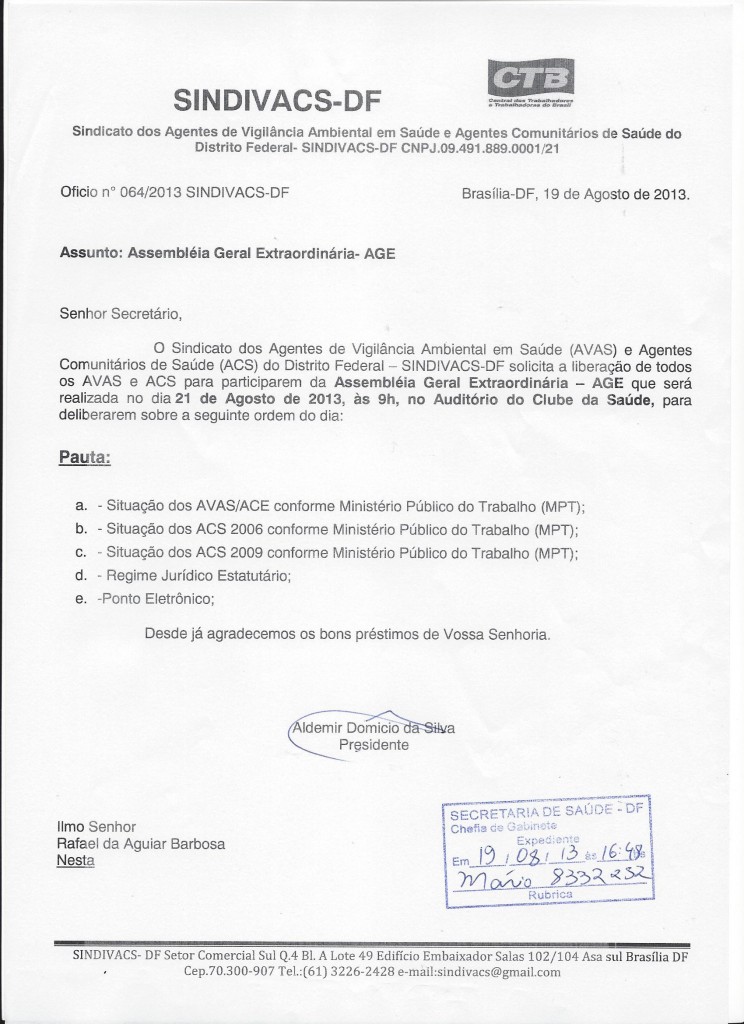 CTB
Central dos Trabalhadores
e Trabalhadoras do Brasil
SINDIVACS-DF
Sindicato dos Agentes de Vigilância Ambiental em Saúde e Agentes Comunitários de Saúde do
Distrito Federal- SINDIVACS-DF CNPJ.09.491.889.0001/21
Oficio n° 064/2013 SINDIVACS-DF
Brasília-DF, 19 de Agosto de 2013.
Assunto: Assembléia Geral Extraordinária- AGE
Senhor Secretário,
O Sindicato dos Agentes de Vigilância Ambiental em Saúde (AVAS) e Agentes
Comunitários de Saúde (ACS) do Distrito Federal – SINDIVACS-DF solicita a liberação de todos
os AVAS e ACS para participarem da Assembléia Geral Extraordinária – AGE que será
realizada no dia 21 de Agosto de 2013, às 9h, no Auditório do Clube da Saúde, para
deliberarem sobre a seguinte ordem do dia:
Pauta:
a. - Situação dos AVAS/ACE conforme Ministério Público do Trabalho (MPT);
b. - Situação dos ACS 2006 conforme Ministério Público do Trabalho (MPT);
c. - Situação dos ACS 2009 conforme Ministério Público do Trabalho (MPT);
d. - Regime Jurídico Estatutário;
e. -Ponto Eletrônico;
Desde já agradecemos os bons préstimos de Vossa Senhoria.
Aldemir Domicio da Silva
Presidente
Ilmo Senhor
Rafael da Aguiar Barbosa
Nesta
SECRETARIA DE SAÚDE - DF
Chefia de Gabinete
Expediente
Em 19 / 08 / 13 às 16:48 hs
Mário 8332252
Rubrica
SINDIVACS- DF Setor Comercial Sul Q.4 Bl. A Lote 49 Edifício Embaixador Salas 102/104 Asa sul Brasília DF
Cep.70.300-907 Tel.:(61) 3226-2428 e-mail:sindivacs@gmail.com